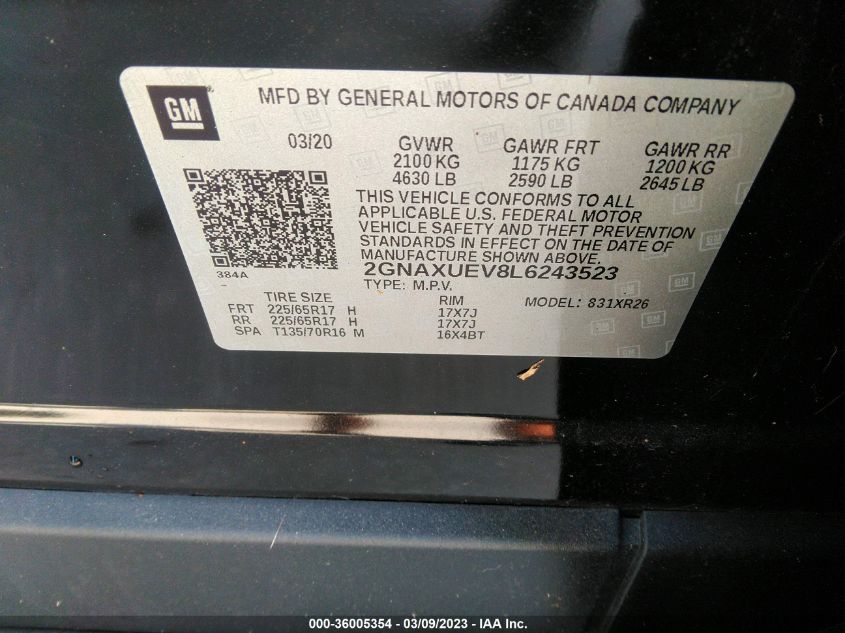 GM
MFD BY GENERAL MOTORS OF CANADA COMPANY
03/20 GVWR GAWR FRT GAWR RR
2100 KG 1175 KG 1200 KG
4630 LB 2590 LB 2645 LB
THIS VEHICLE CONFORMS TO ALL
APPLICABLE U.S. FEDERAL MOTOR
VEHICLE SAFETY AND THEFT PREVENTION
STANDARDS IN EFFECT ON THE DATE OF
MANUFACTURE SHOWN ABOVE.
384A 2GNAXUEV8L6243523
TYPE: M.P.V.
TIRE SIZE RIM MODEL: 831XR26
FRT 225/65R17 H 17X7J
RR 225/65R17 H 17X7J
SPA T135/70R16 M 16X4BT
000-36005354 - 03/09/2023 - IAA Inc.